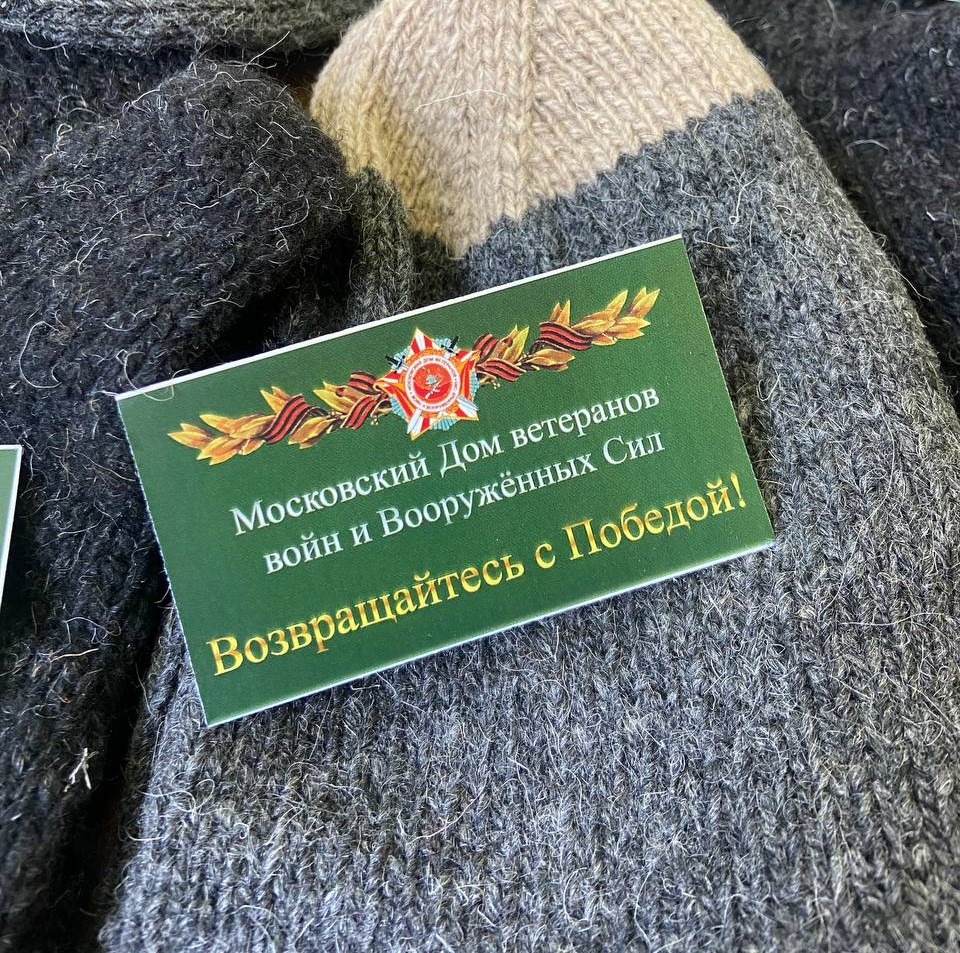 Московский Дом ветеранов
войн и Вооружённых Сил
Возвращайтесь с Победой!